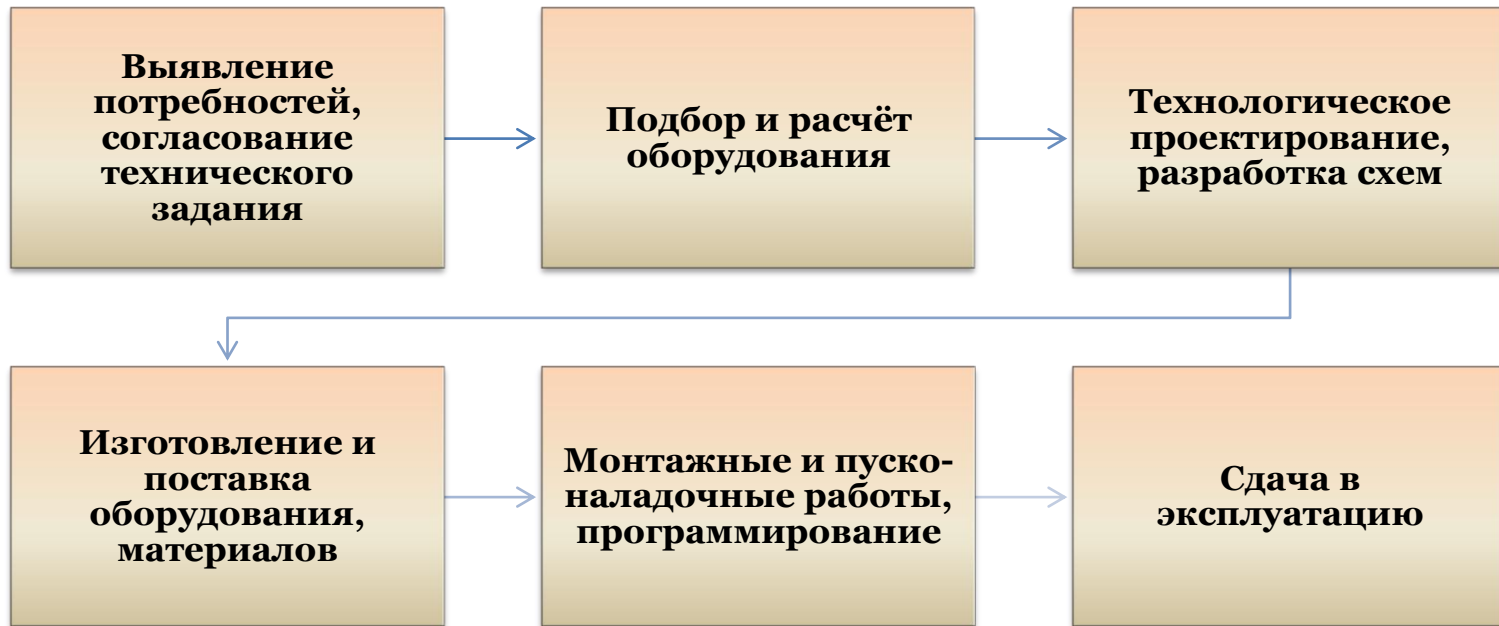 Выявление
потребностей,
согласование
технического
задания
Подбор и расчёт
оборудования
Технологическое
проектирование,
разработка схем
Изготовление и
поставка
оборудования,
материалов
Монтажные и пуско-
наладочные работы,
программирование
Сдача в
эксплуатацию